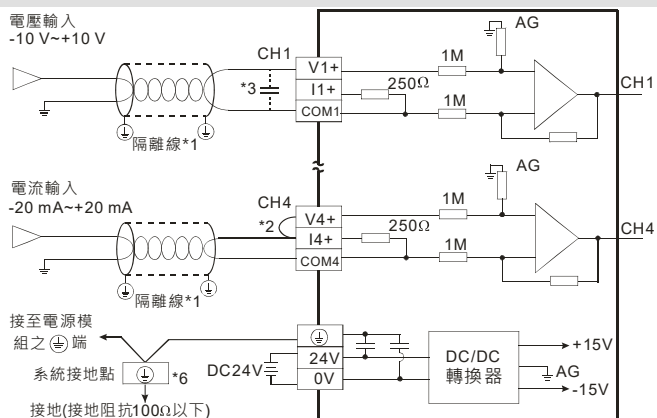 電壓輸入
-10 V~+10 V
CH1
*3
V1+
I1+
COM1
250Ω
1M
1M
AG
CH1
隔離線*1
電流輸入
-20 mA~+20 mA
CH4
*2
V4+
I4+
COM4
250Ω
1M
1M
AG
CH4
隔離線*1
接至電源模
組之 端
系統接地點
*6
接地(接地阻抗100Ω以下)
DC24V
24V
0V
DC/DC
轉換器
+15V
AG
-15V